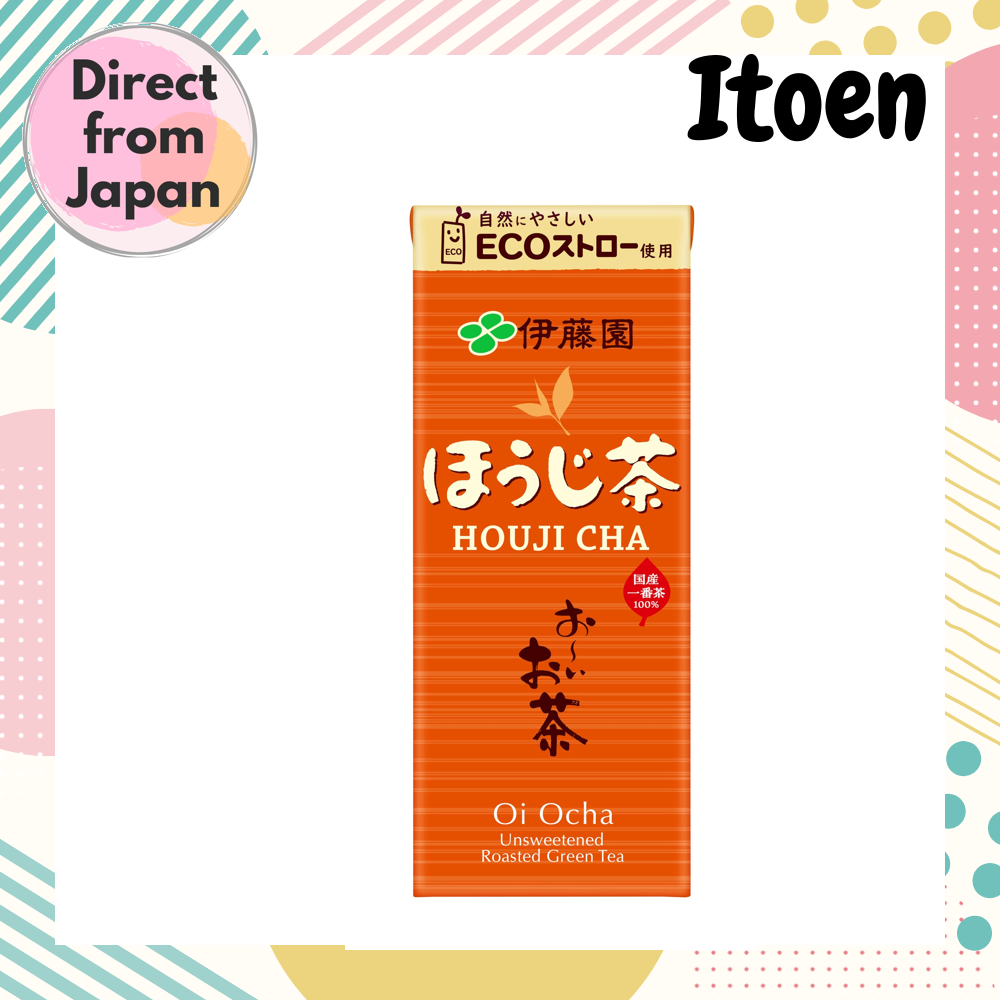 Direct
from
Japan
Itoen
自然にやさしい
ECO
ECOストロー使用
伊藤園
ほうじ茶
HOUJI CHA
国産
一番茶
100%
お～い
お茶
Oi Ocha
Unsweetened
Roasted Green Tea